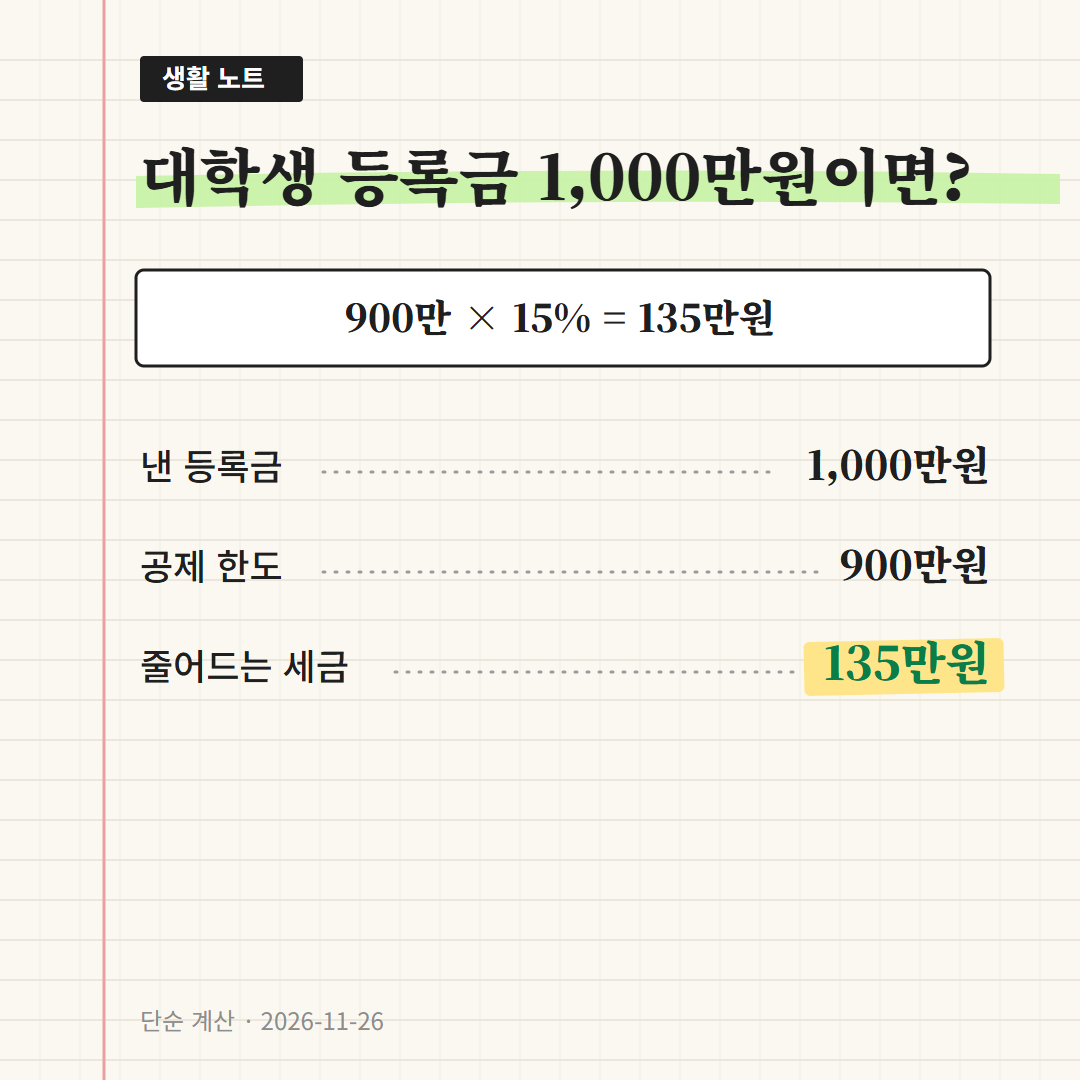 생활 노트
대학생 등록금 1,000만원이면?
900만 × 15% = 135만원
낸 등록금 1,000만원
공제 한도 900만원
줄어드는 세금 135만원
단순 계산 · 2026-11-26